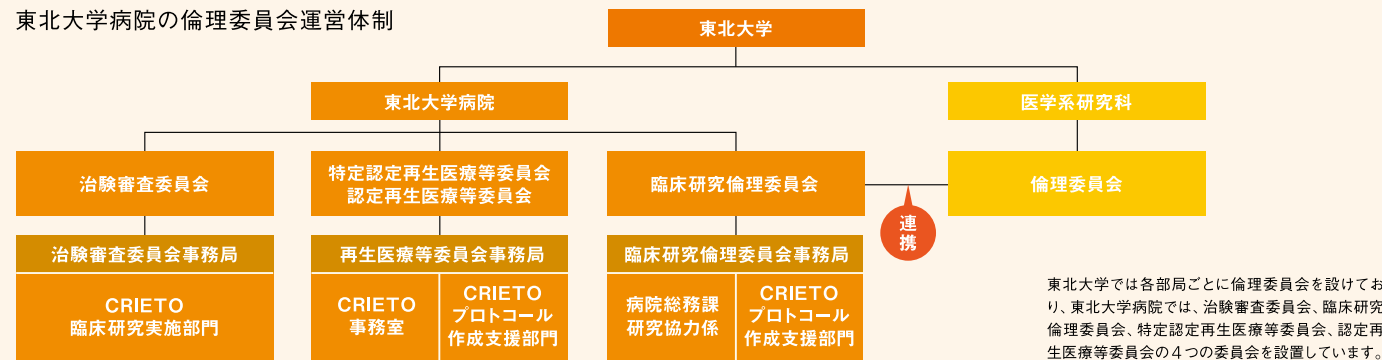 東北大学病院の倫理委員会運営体制
東北大学
東北大学病院
医学系研究科
治験審査委員会
特定認定再生医療等委員会
認定再生医療等委員会
臨床研究倫理委員会
倫理委員会
連
携
治験審査委員会事務局
再生医療等委員会事務局
臨床研究倫理委員会事務局
CRIETO
臨床研究実施部門
CRIETO
事務室
CRIETO
プロトコール
作成支援部門
病院総務課
研究協力係
CRIETO
プロトコール
作成支援部門
東北大学では各部局ごとに倫理委員会を設けてお
り、東北大学病院では、治験審査委員会、臨床研究
倫理委員会、特定認定再生医療等委員会、認定再
生医療等委員会の4つの委員会を設置しています。